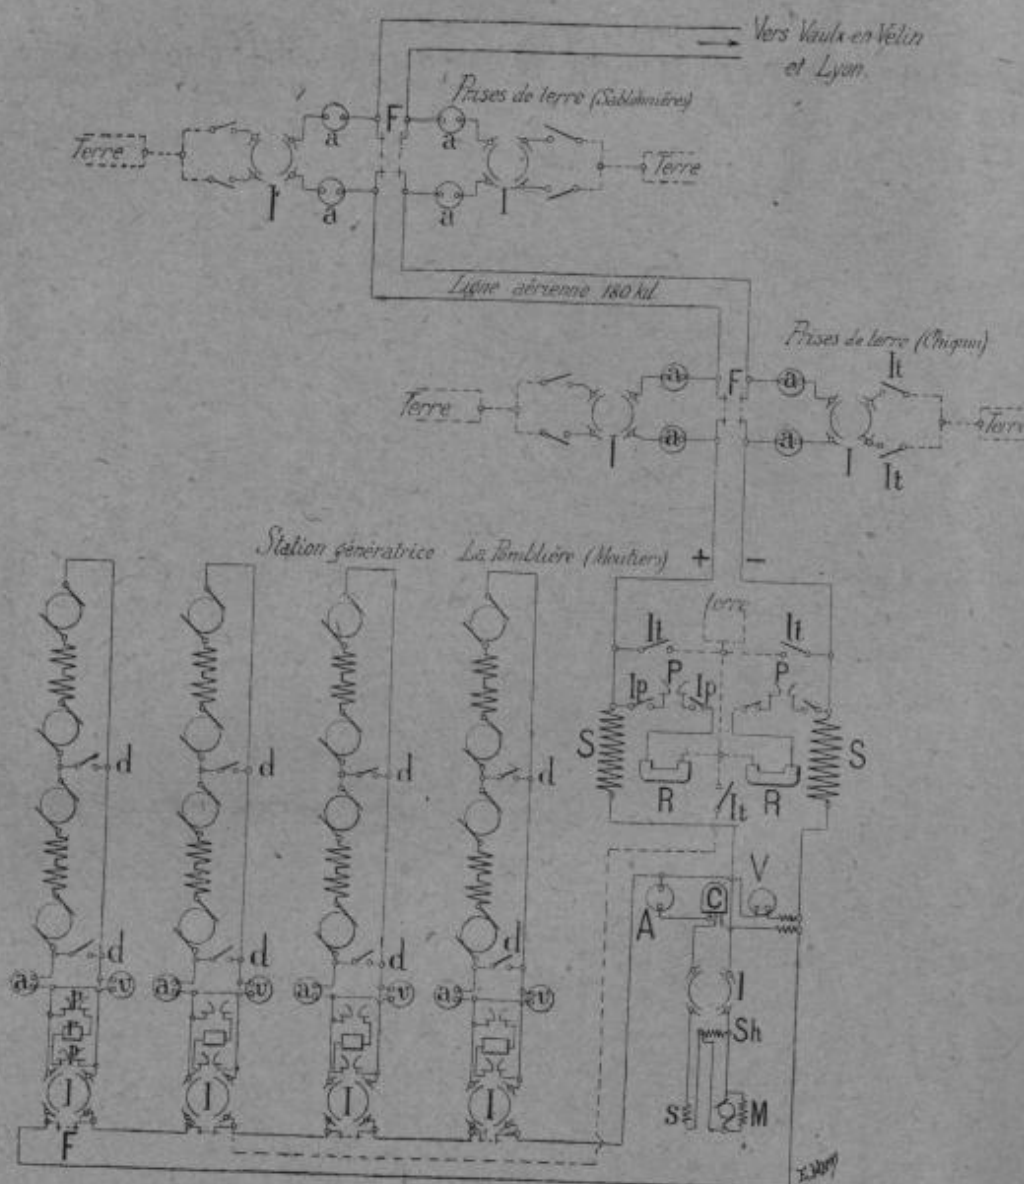 Vers Vaulx-en-Velin
et Lyon.
Prises de terre (Sablonnières)
F
a
a
Terre
Terre
I
a
a
I
Ligne aérienne 180 kil.
Prises de terre (Chignin)
It
a
F
a
Terre
Terre
I
a
a
I
It
Station génératrice La Pomblière (Moutiers)
+ −
Terre
It
It
P
P
Ip
Ip
S
S
d
d
d
d
R
R
It
V
C
A
d
d
d
d
a
v
a
v
a
v
a
v
p
r
p
I
Sh
I
I
I
I
s
M
F